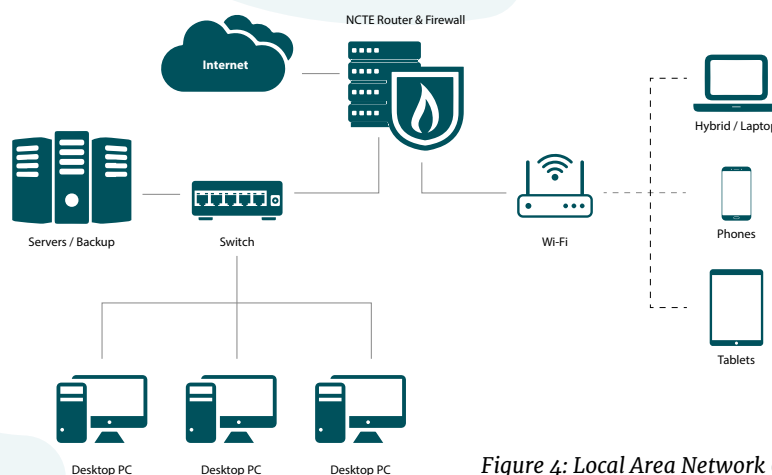 NCTE Router & Firewall
Internet
Hybrid / Laptop
Servers / Backup
Switch
Wi-Fi
Phones
Tablets
Desktop PC
Desktop PC
Desktop PC
Figure 4: Local Area Network